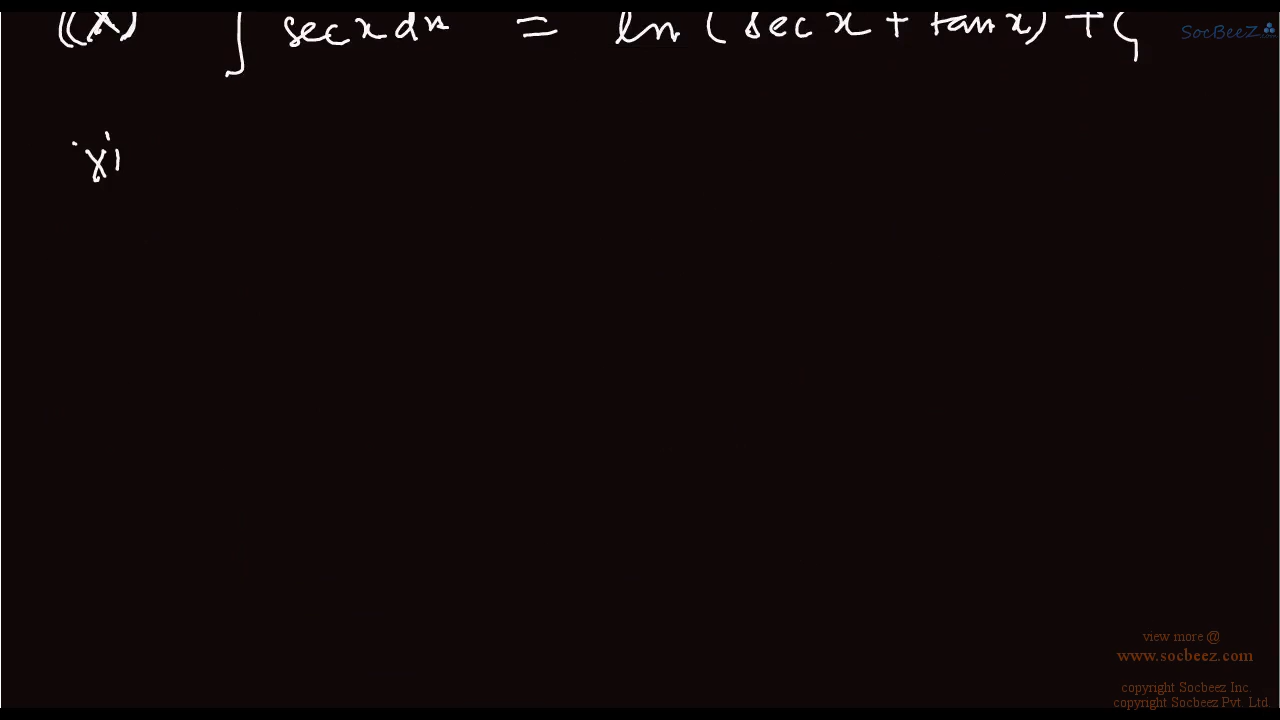 (x) ∫ sec x dx = ln (sec x + tan x) + C
SocBeeZ
xi
view more @
www.socbeez.com
copyright Socbeez Inc.
copyright Socbeez Pvt. Ltd.